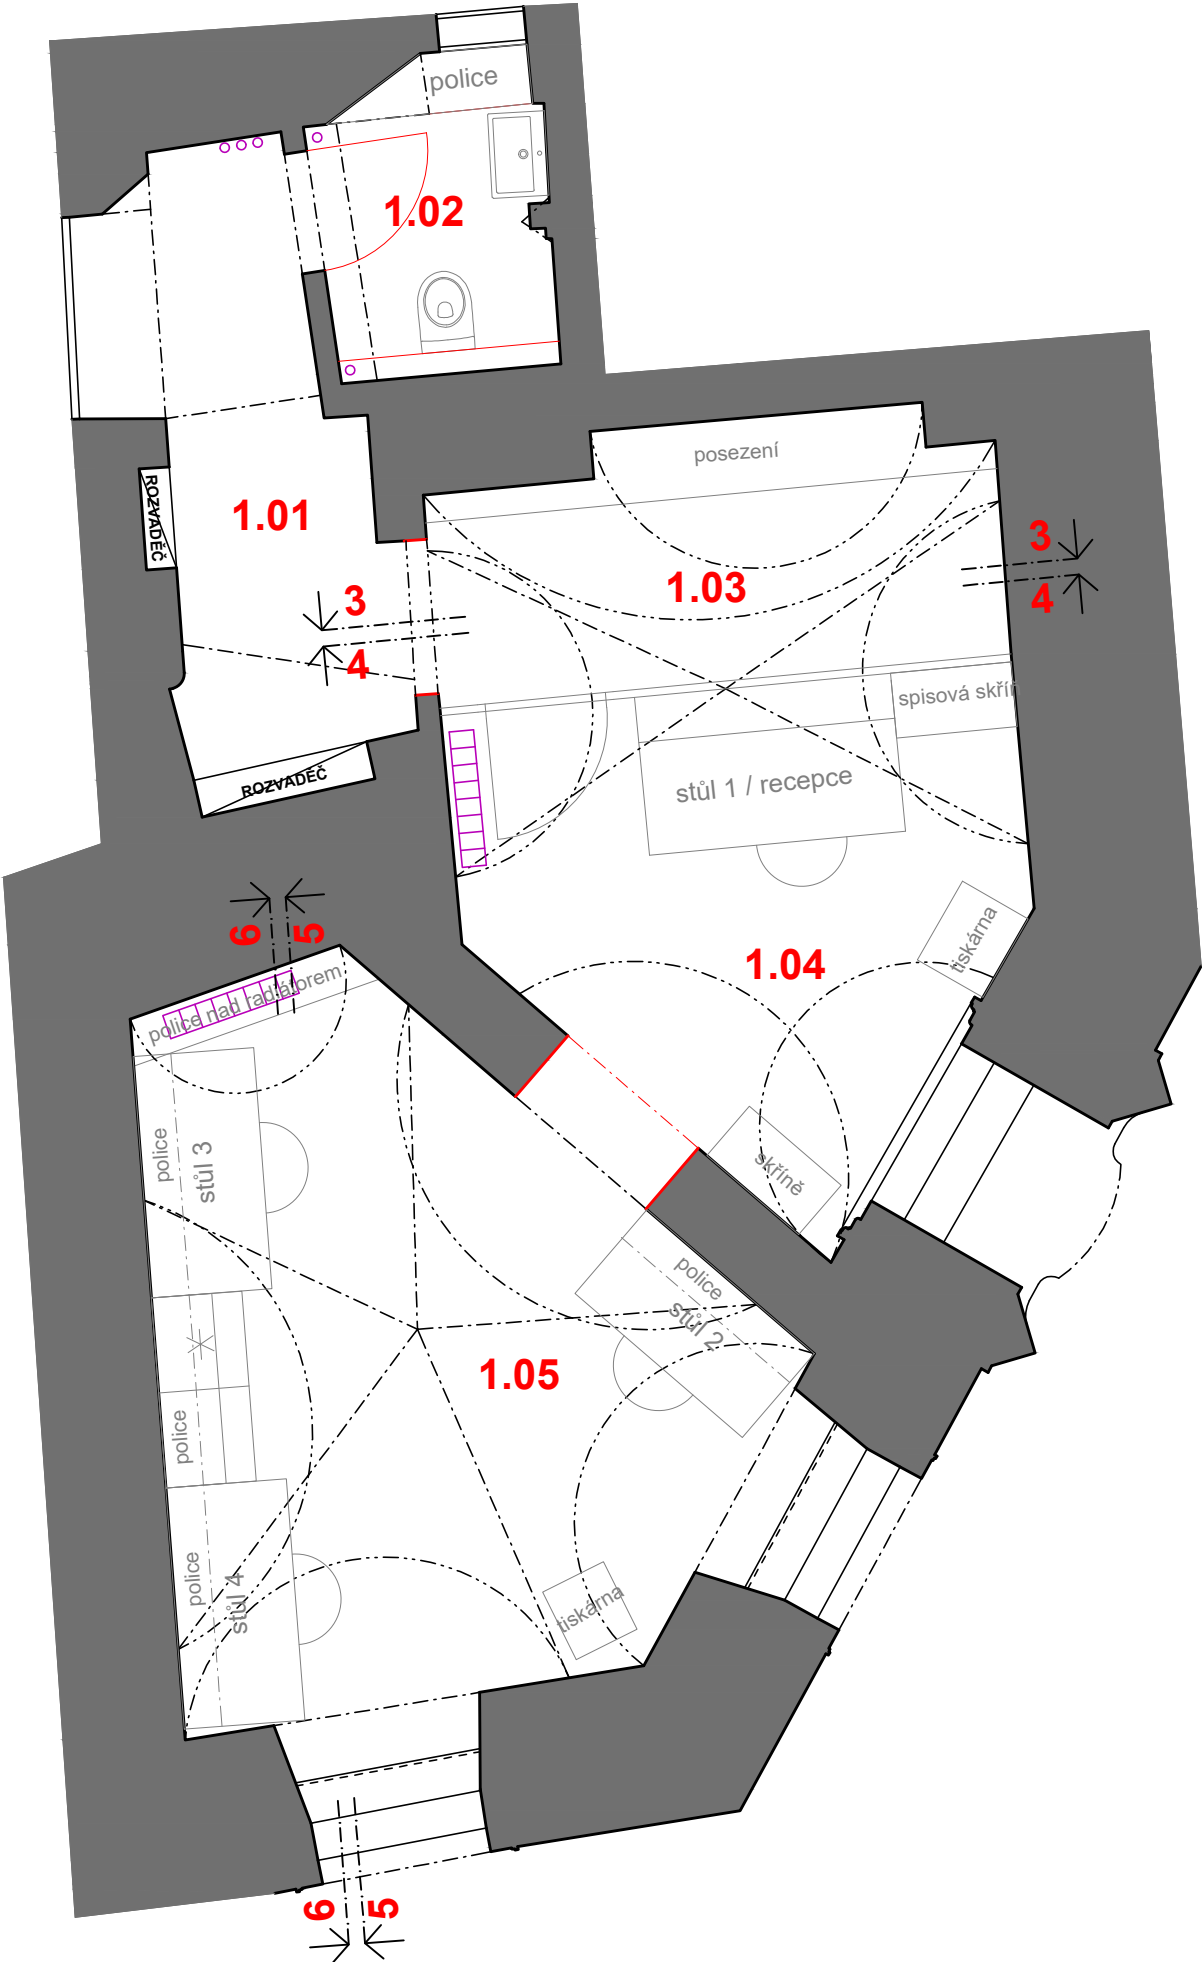 police
1.02
posezení
ROZVADĚČ
1.01
3
1.03
4
3
4
spisová skříň
stůl 1 / recepce
ROZVADĚČ
6
5
tiskárna
1.04
police nad radiátorem
police
stůl 3
skříně
police
stůl 2
1.05
police
police
stůl 4
tiskárna
6
5